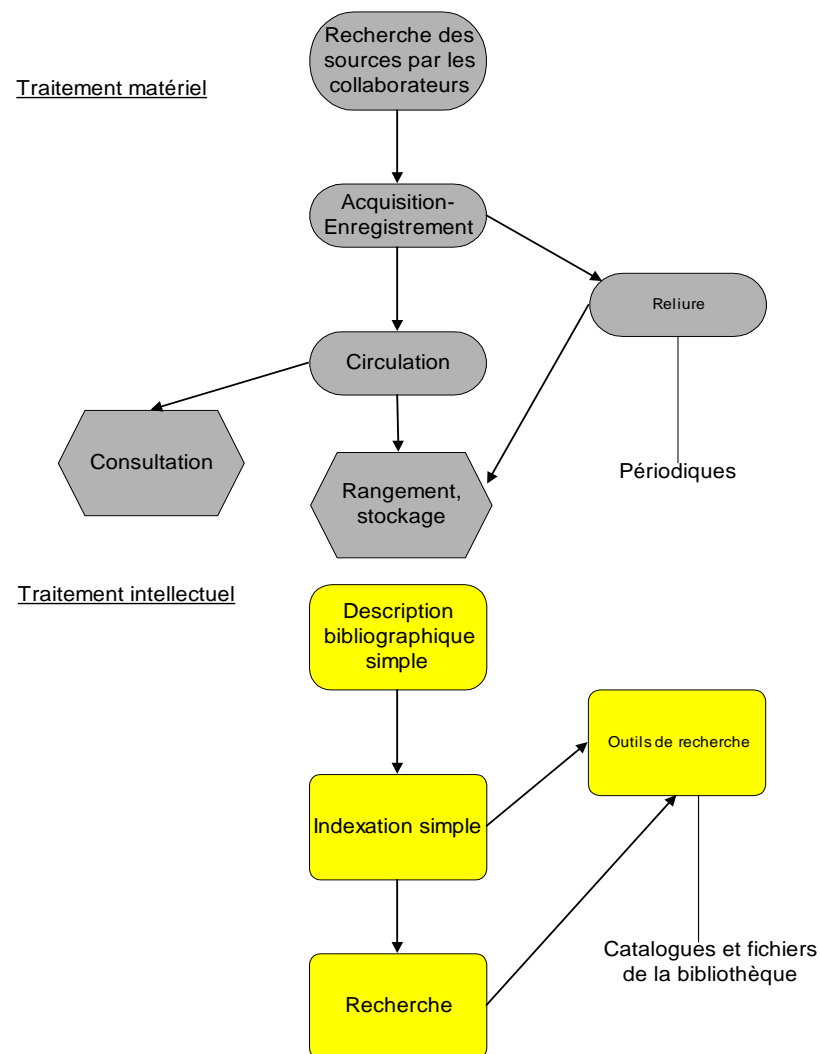 Recherche des
sources par les
collaborateurs
Traitement matériel
Acquisition-
Enregistrement
Reliure
Circulation
Consultation
Périodiques
Rangement,
stockage
Traitement intellectuel
Description
bibliographique
simple
Outils de recherche
Indexation simple
Catalogues et fichiers
de la bibliothèque
Recherche